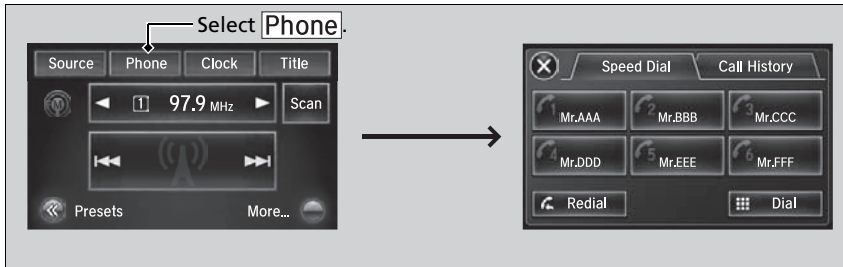 Select Phone.
Source Phone Clock Title
1 97.9 MHz Scan
Presets More...
Speed Dial Call History
1 Mr.AAA 2 Mr.BBB 3 Mr.CCC
4 Mr.DDD 5 Mr.EEE 6 Mr.FFF
Redial Dial